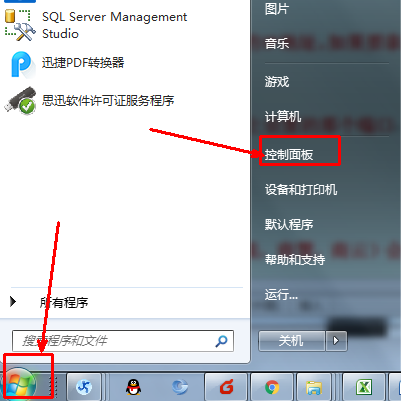 SQL Server Management
Studio
迅捷PDF转换器
思迅软件许可证服务程序
所有程序
搜索程序和文件
图片
音乐
游戏
计算机
控制面板
设备和打印机
默认程序
帮助和支持
运行...
关机